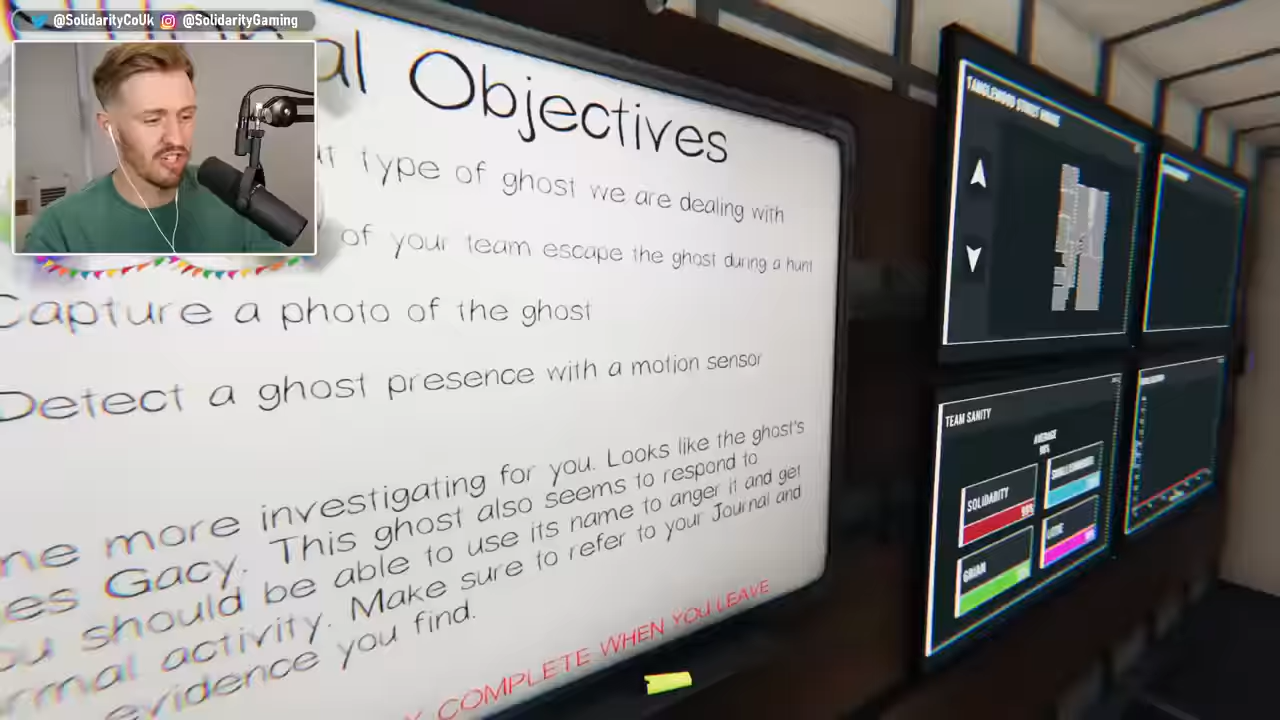 @SolidarityCoUk @SolidarityGaming
al Objectives
type of ghost we are dealing with
of your team escape the ghost during a hunt
Capture a photo of the ghost
Detect a ghost presence with a motion sensor
more investigating for you. Looks like the ghost's
Gacy. This ghost also seems to respond to
should be able to use its name to anger it and get
activity. Make sure to refer to your Journal and
evidence you find.
COMPLETE WHEN YOU LEAVE
TANGLEWOOD STREET HOUSE
TEAM SANITY
AVERAGE
SOLIDARITY
GRIAN